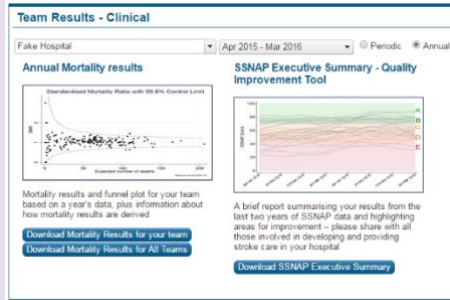 Team Results - Clinical
Fake Hospital
Apr 2015 - Mar 2016
Periodic
Annual
Annual Mortality results
Standardised Mortality Ratio with 99.8% Control Limit
Expected number of deaths
Mortality results and funnel plot for your team
based on a year's data, plus information about
how mortality results are derived
Download Mortality Results for your team
Download Mortality Results for All Teams
SSNAP Executive Summary - Quality
Improvement Tool
A
B
C
D
E
A brief report summarising your results from the
last two years of SSNAP data and highlighting
areas for improvement – please share with all
those involved in developing and providing
stroke care in your hospital
Download SSNAP Executive Summary